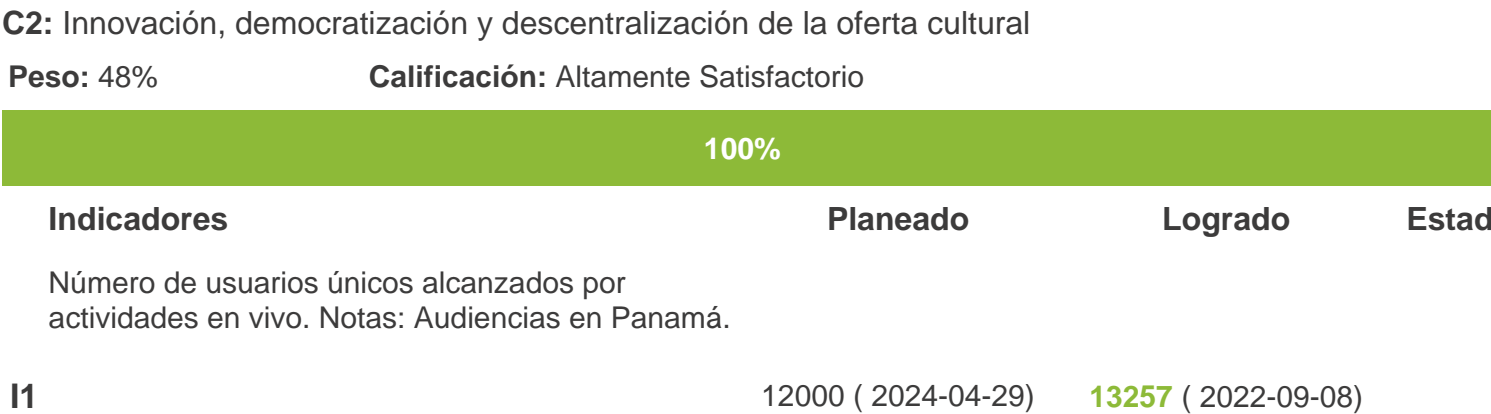 C2: Innovación, democratización y descentralización de la oferta cultural
Peso: 48% Calificación: Altamente Satisfactorio
100%
Indicadores Planeado Logrado Estad
Número de usuarios únicos alcanzados por
actividades en vivo. Notas: Audiencias en Panamá.
I1 12000 ( 2024-04-29) 13257 ( 2022-09-08)